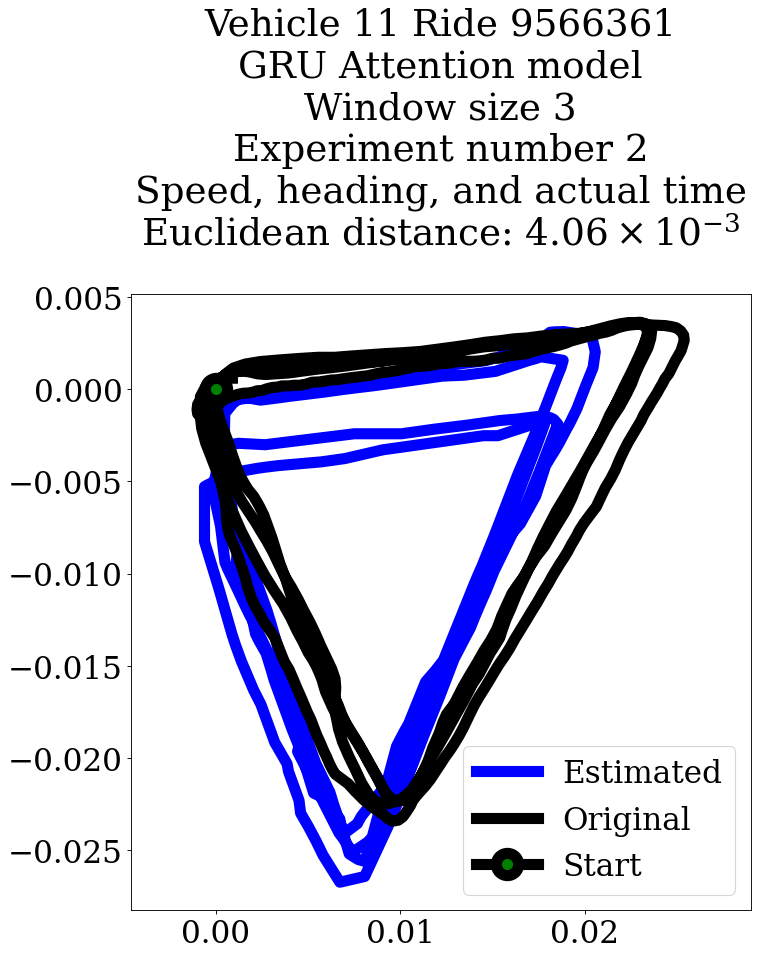 Vehicle 11 Ride 9566361
GRU Attention model
Window size 3
Experiment number 2
Speed, heading, and actual time
Euclidean distance: 4.06 × 10⁻³
0.005
0.000
−0.005
−0.010
−0.015
−0.020
−0.025
Estimated
Original
Start
0.00 0.01 0.02